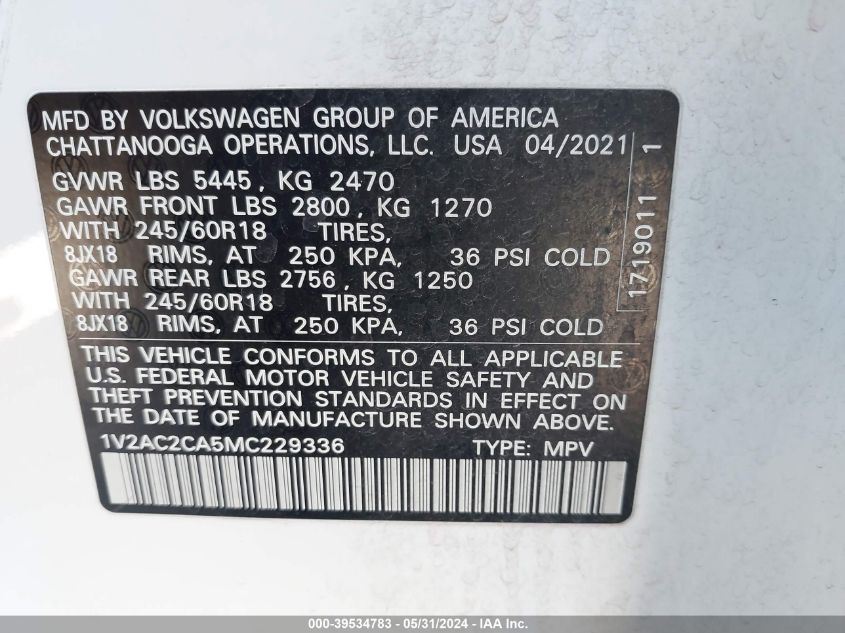 MFD BY VOLKSWAGEN GROUP OF AMERICA
CHATTANOOGA OPERATIONS, LLC. USA 04/2021
GVWR LBS 5445, KG 2470
GAWR FRONT LBS 2800, KG 1270
WITH 245/60R18 TIRES,
8JX18 RIMS, AT 250 KPA, 36 PSI COLD
GAWR REAR LBS 2756, KG 1250
WITH 245/60R18 TIRES,
8JX18 RIMS, AT 250 KPA, 36 PSI COLD
THIS VEHICLE CONFORMS TO ALL APPLICABLE
U.S. FEDERAL MOTOR VEHICLE SAFETY AND
THEFT PREVENTION STANDARDS IN EFFECT ON
THE DATE OF MANUFACTURE SHOWN ABOVE.
1V2AC2CA5MC229336 TYPE: MPV
1719011 1
000-39534783 - 05/31/2024 - IAA Inc.